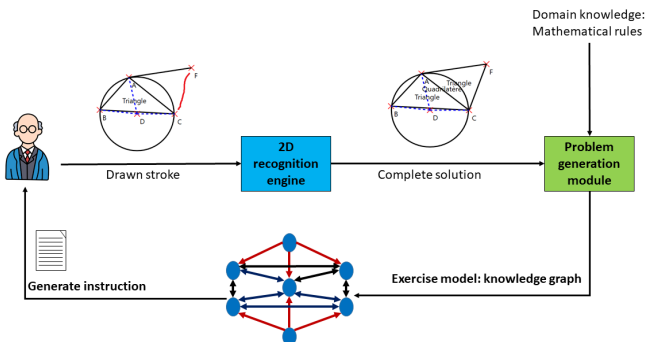 Domain knowledge:
Mathematical rules
A
F
Triangle
B
D
C
A
F
Triangle
Quadrilatere
Triangle
B
D
C
Drawn stroke
2D
recognition
engine
Complete solution
Problem
generation
module
Generate instruction
Exercise model: knowledge graph